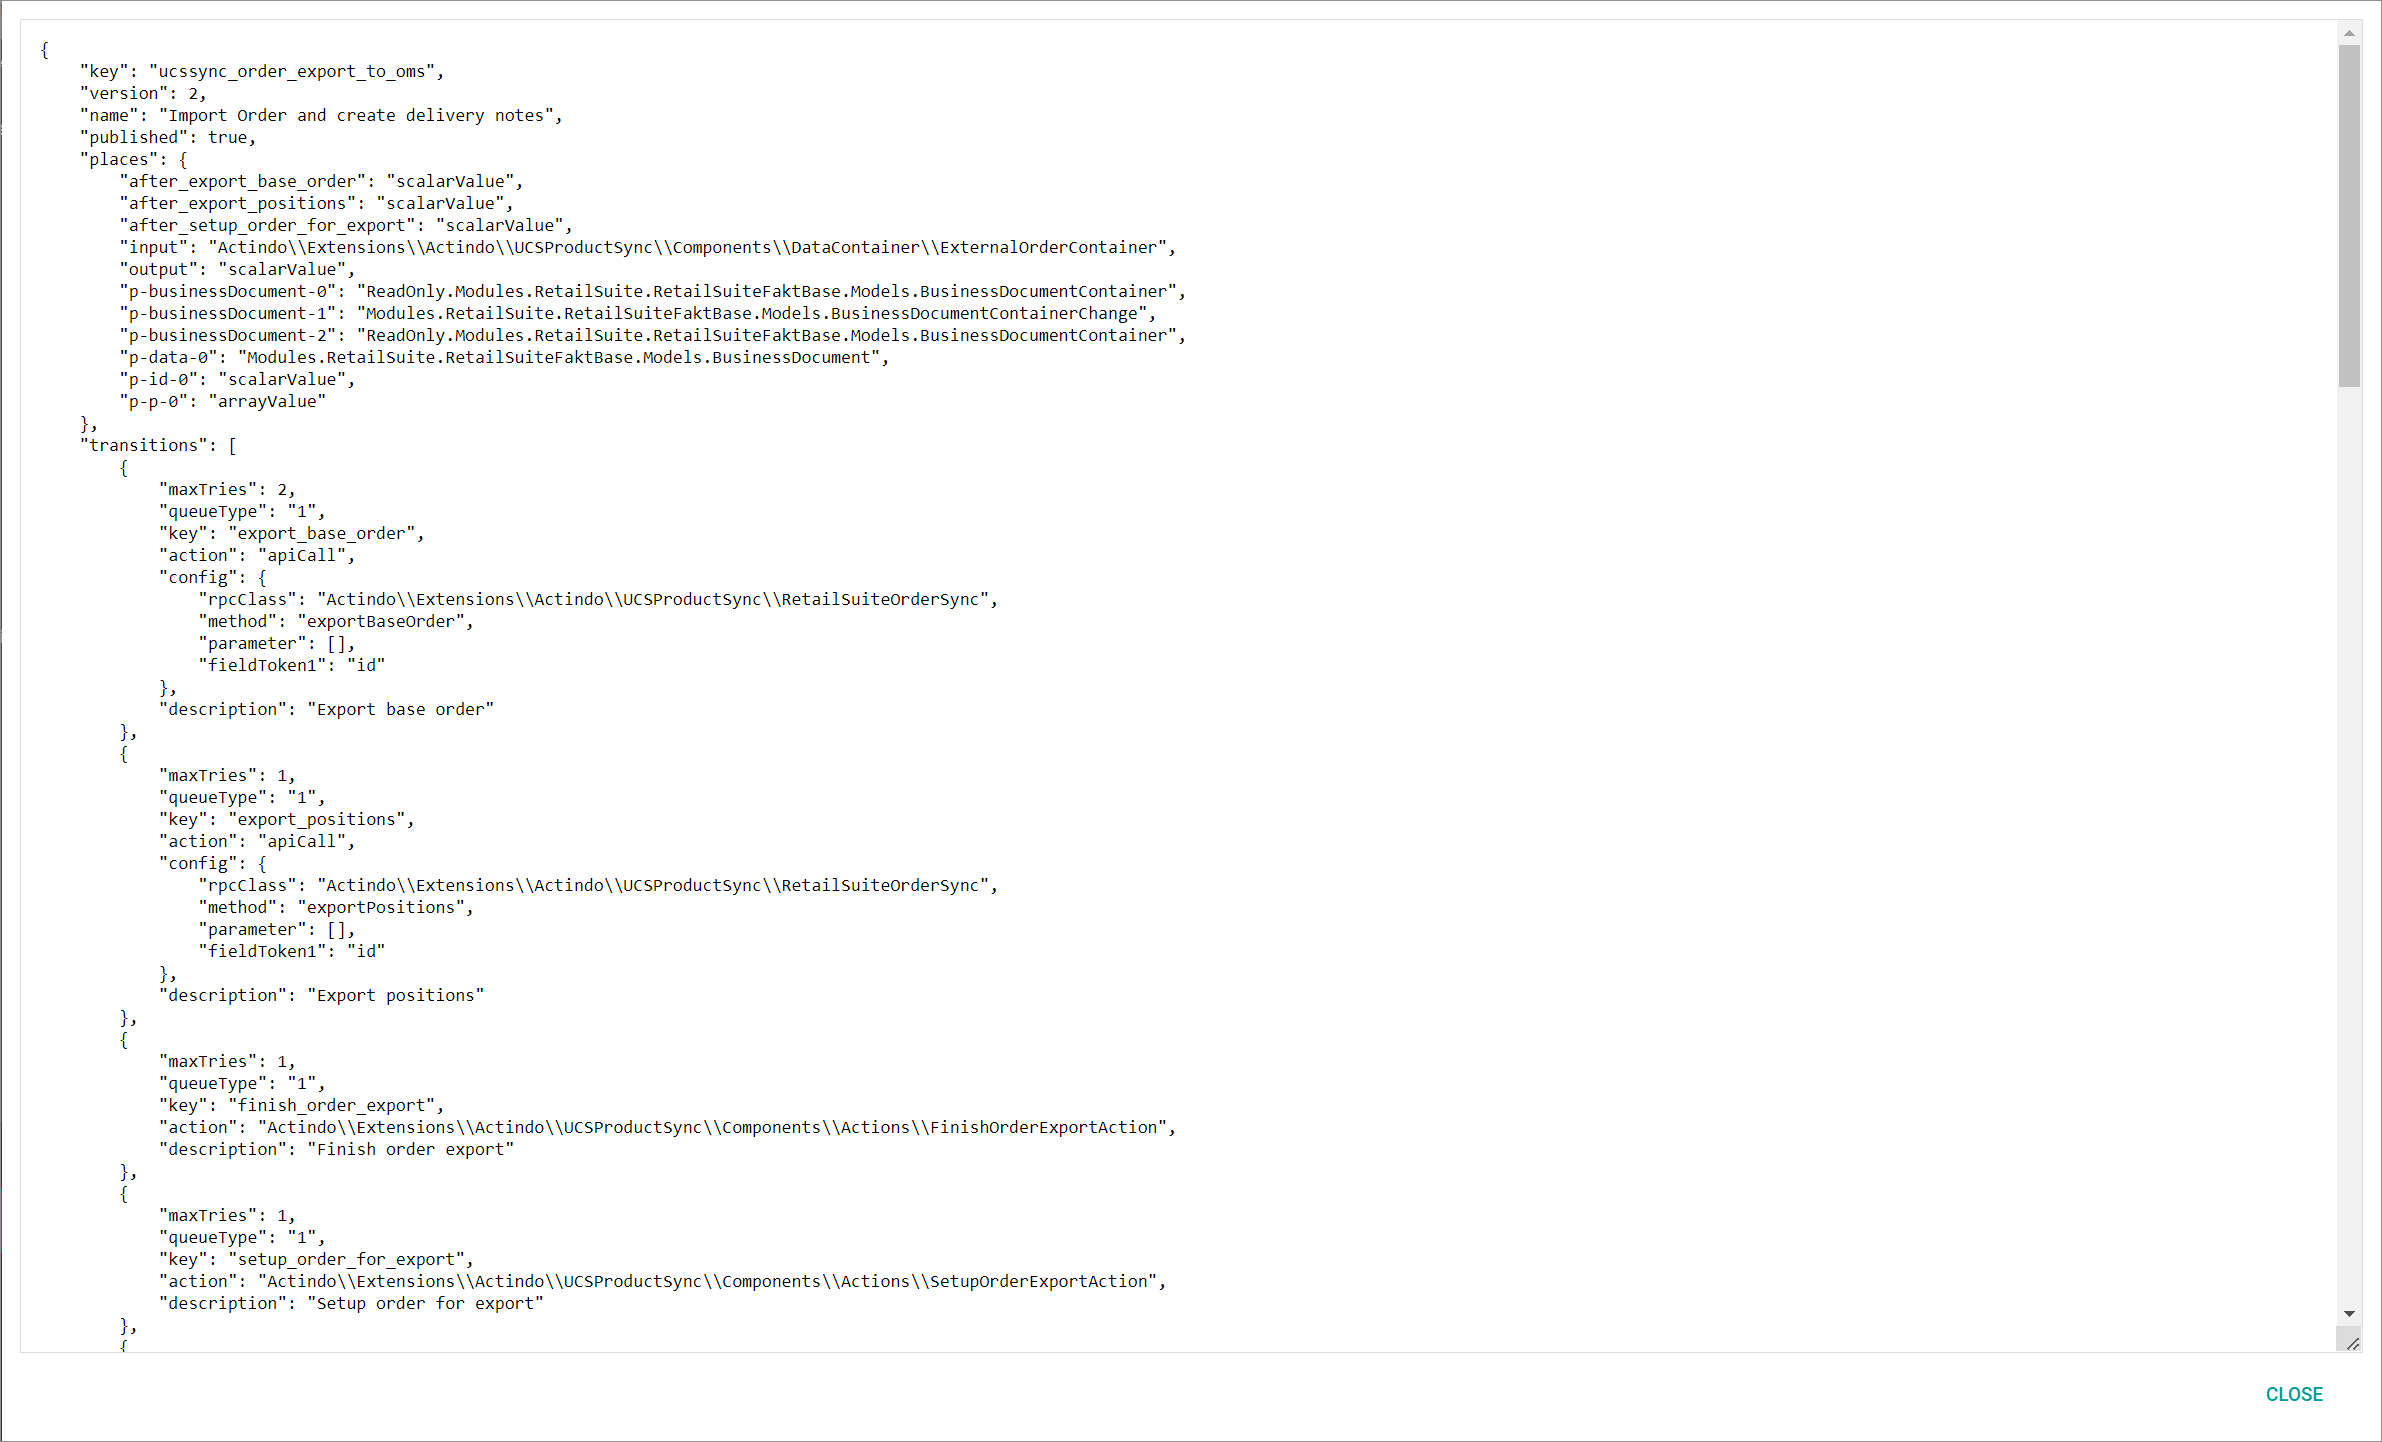 {
    "key": "ucssync_order_export_to_oms",
    "version": 2,
    "name": "Import Order and create delivery notes",
    "published": true,
    "places": {
        "after_export_base_order": "scalarValue",
        "after_export_positions": "scalarValue",
        "after_setup_order_for_export": "scalarValue",
        "input": "Actindo\\Extensions\\Actindo\\UCSProductSync\\Components\\DataContainer\\ExternalOrderContainer",
        "output": "scalarValue",
        "p-businessDocument-0": "ReadOnly.Modules.RetailSuite.RetailSuiteFaktBase.Models.BusinessDocumentContainer",
        "p-businessDocument-1": "Modules.RetailSuite.RetailSuiteFaktBase.Models.BusinessDocumentContainerChange",
        "p-businessDocument-2": "ReadOnly.Modules.RetailSuite.RetailSuiteFaktBase.Models.BusinessDocumentContainer",
        "p-data-0": "Modules.RetailSuite.RetailSuiteFaktBase.Models.BusinessDocument",
        "p-id-0": "scalarValue",
        "p-p-0": "arrayValue"
    },
    "transitions": [
        {
            "maxTries": 2,
            "queueType": "1",
            "key": "export_base_order",
            "action": "apiCall",
            "config": {
                "rpcClass": "Actindo\\Extensions\\Actindo\\UCSProductSync\\RetailSuiteOrderSync",
                "method": "exportBaseOrder",
                "parameter": [],
                "fieldToken1": "id"
            },
            "description": "Export base order"
        },
        {
            "maxTries": 1,
            "queueType": "1",
            "key": "export_positions",
            "action": "apiCall",
            "config": {
                "rpcClass": "Actindo\\Extensions\\Actindo\\UCSProductSync\\RetailSuiteOrderSync",
                "method": "exportPositions",
                "parameter": [],
                "fieldToken1": "id"
            },
            "description": "Export positions"
        },
        {
            "maxTries": 1,
            "queueType": "1",
            "key": "finish_order_export",
            "action": "Actindo\\Extensions\\Actindo\\UCSProductSync\\Components\\Actions\\FinishOrderExportAction",
            "description": "Finish order export"
        },
        {
            "maxTries": 1,
            "queueType": "1",
            "key": "setup_order_for_export",
            "action": "Actindo\\Extensions\\Actindo\\UCSProductSync\\Components\\Actions\\SetupOrderExportAction",
            "description": "Setup order for export"
        },
        {
CLOSE